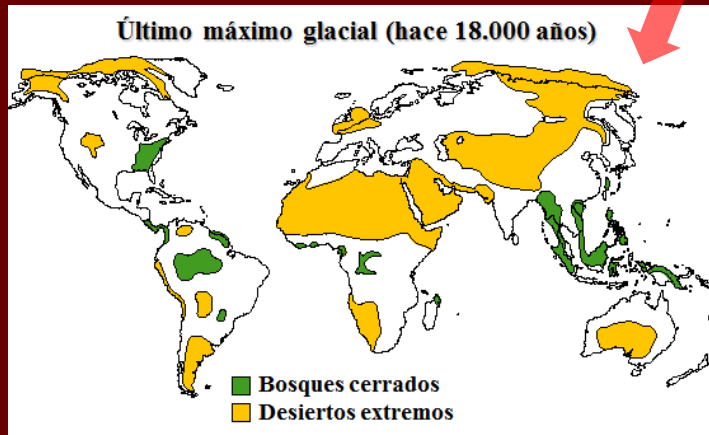 Último máximo glacial (hace 18.000 años)
Bosques cerrados
Desiertos extremos